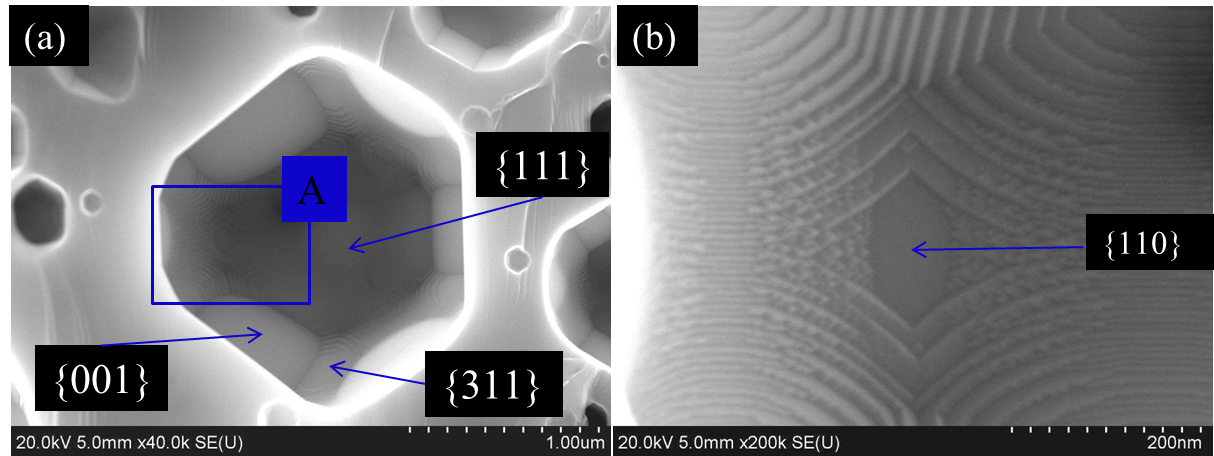 (a)
A
{111}
{001}
{311}
20.0kV 5.0mm x40.0k SE(U)
1.00um
(b)
{110}
20.0kV 5.0mm x200k SE(U)
200nm